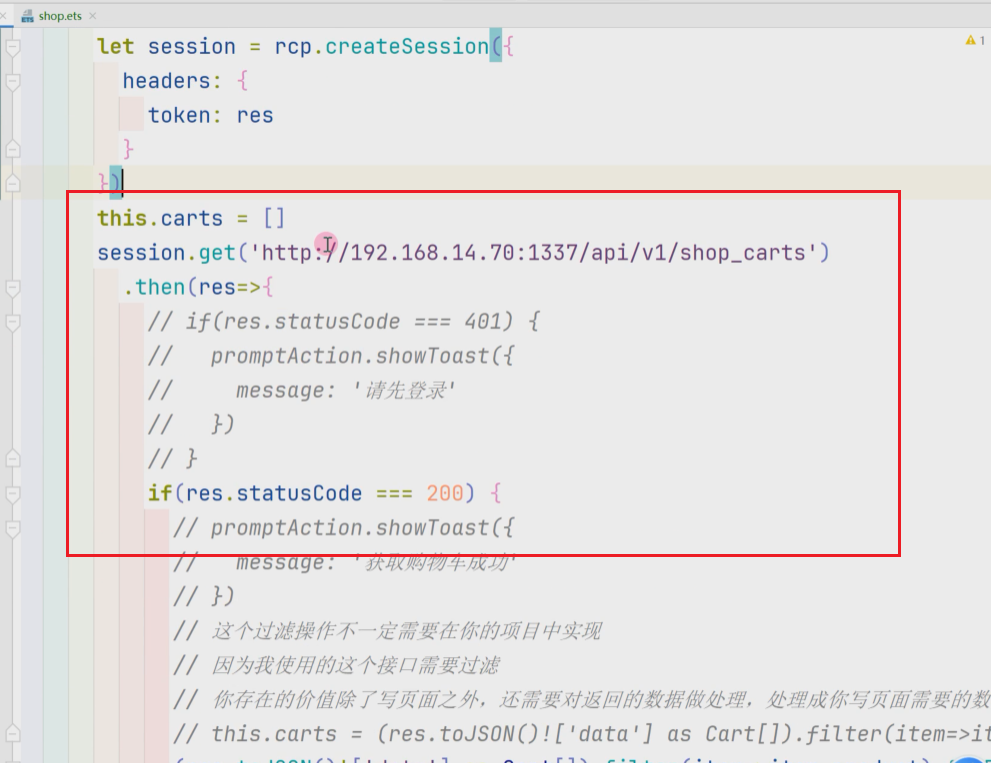 shop.ets
1
let session = rcp.createSession({
headers: {
token: res
}
})
this.carts = []
session.get('http://192.168.14.70:1337/api/v1/shop_carts')
.then(res=>{
// if(res.statusCode === 401) {
//   promptAction.showToast({
//     message: '请先登录'
//   })
// }
if(res.statusCode === 200) {
// promptAction.showToast({
//   message: '获取购物车成功'
// })
// 这个过滤操作不一定需要在你的项目中实现
// 因为我使用的这个接口需要过滤
// 你存在的价值除了写页面之外，还需要对返回的数据做处理，处理成你写页面需要的数
// this.carts = (res.toJSON()!['data'] as Cart[]).filter(item=>it